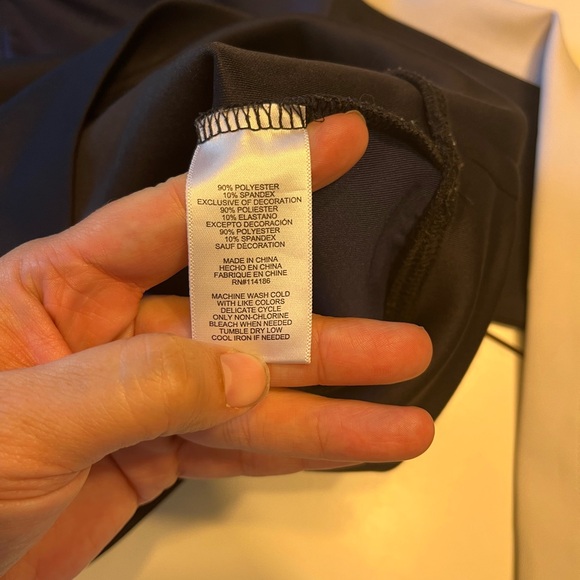 90% POLYESTER
10% SPANDEX
EXCLUSIVE OF DECORATION
90% POLIESTER
10% ELASTANO
EXCEPTO DECORACIÓN
90% POLYESTER
10% SPANDEX
SAUF DÉCORATION
MADE IN CHINA
HECHO EN CHINA
FABRIQUE EN CHINE
RN#114186
MACHINE WASH COLD
WITH LIKE COLORS
DELICATE CYCLE
ONLY NON-CHLORINE
BLEACH WHEN NEEDED
TUMBLE DRY LOW
COOL IRON IF NEEDED